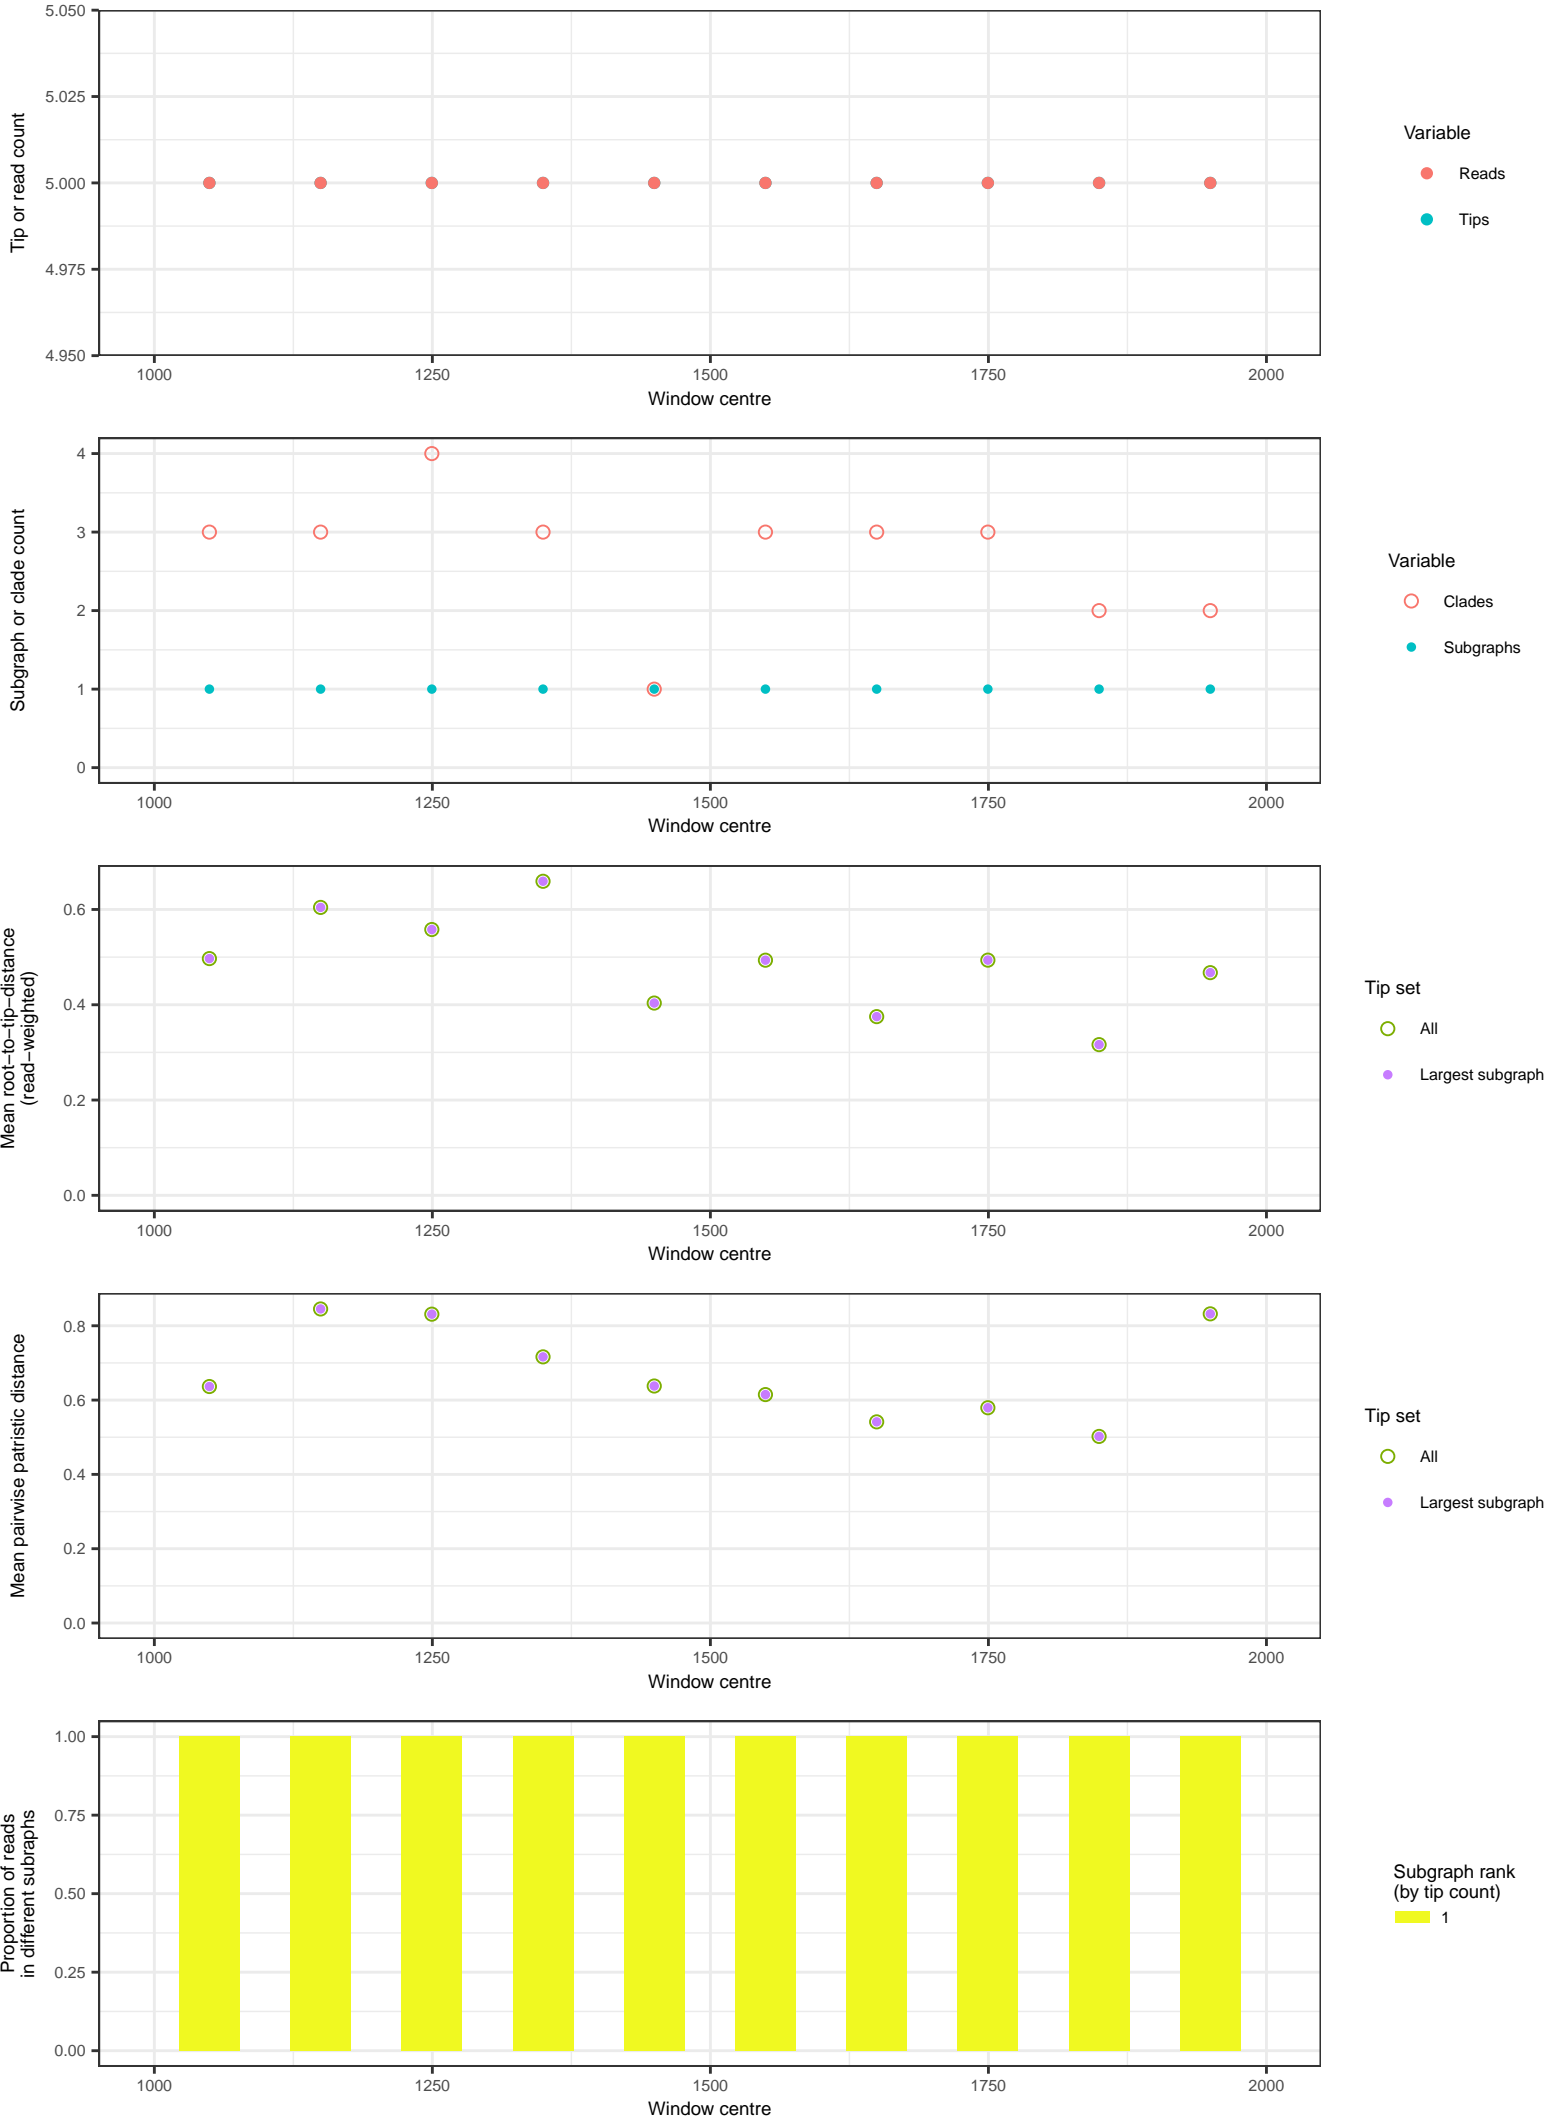 5.050
5.025
5.000
4.975
4.950
Tip or read count
1000 1250 1500 1750 2000
Window centre
Variable
Reads
Tips
4
3
2
1
0
Subgraph or clade count
1000 1250 1500 1750 2000
Window centre
Variable
Clades
Subgraphs
0.6
0.4
0.2
0.0
Mean root−to−tip−distance
(read−weighted)
1000 1250 1500 1750 2000
Window centre
Tip set
All
Largest subgraph
0.8
0.6
0.4
0.2
0.0
Mean pairwise patristic distance
1000 1250 1500 1750 2000
Window centre
Tip set
All
Largest subgraph
1.00
0.75
0.50
0.25
0.00
Proportion of reads
in different subraphs
1000 1250 1500 1750 2000
Window centre
Subgraph rank
(by tip count)
1